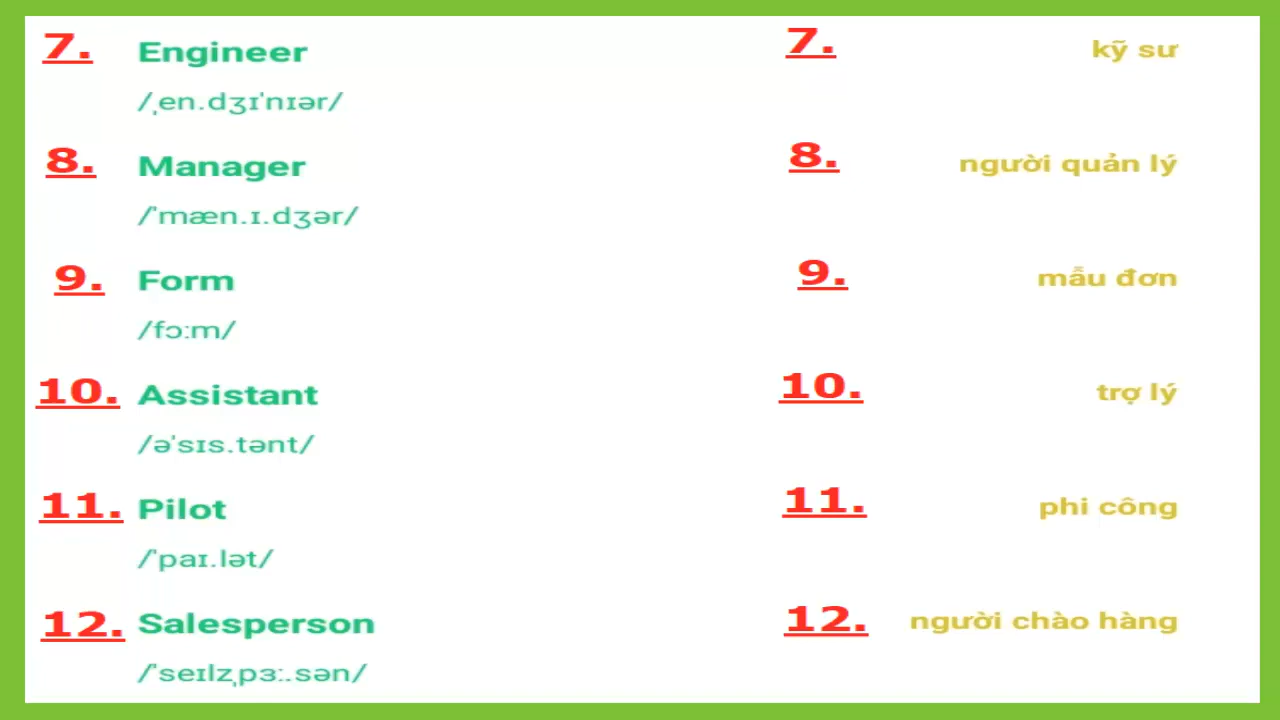 7. Engineer 7. kỹ sư
/ˌen.dʒɪˈnɪər/
8. Manager 8. người quản lý
/ˈmæn.ɪ.dʒər/
9. Form 9. mẫu đơn
/fɔːm/
10. Assistant 10. trợ lý
/əˈsɪs.tənt/
11. Pilot 11. phi công
/ˈpaɪ.lət/
12. Salesperson 12. người chào hàng
/ˈseɪlzˌpɜː.sən/